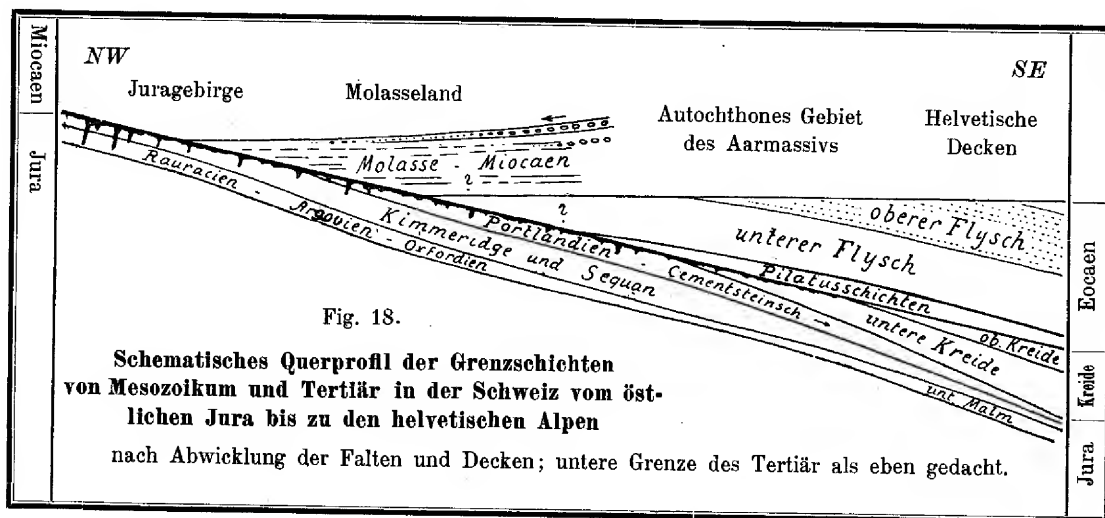 Miocaen
Jura
NW
SE
Juragebirge
Molasseland
Autochthones Gebiet
des Aarmassivs
Helvetische
Decken
Molasse - Miocaen
?
?
oberer Flysch
unterer Flysch
Pilatusschichten
Rauracien - Argovien - Oxfordien
Kimmeridge und Sequan
Portlandien - Cementsteinsch →
untere Kreide
ob. Kreide
unt. Malm
Eocaen
Kreide
Jura
Fig. 18.
Schematisches Querprofil der Grenzschichten
von Mesozoikum und Tertiär in der Schweiz vom öst-
lichen Jura bis zu den helvetischen Alpen
nach Abwicklung der Falten und Decken; untere Grenze des Tertiär als eben gedacht.